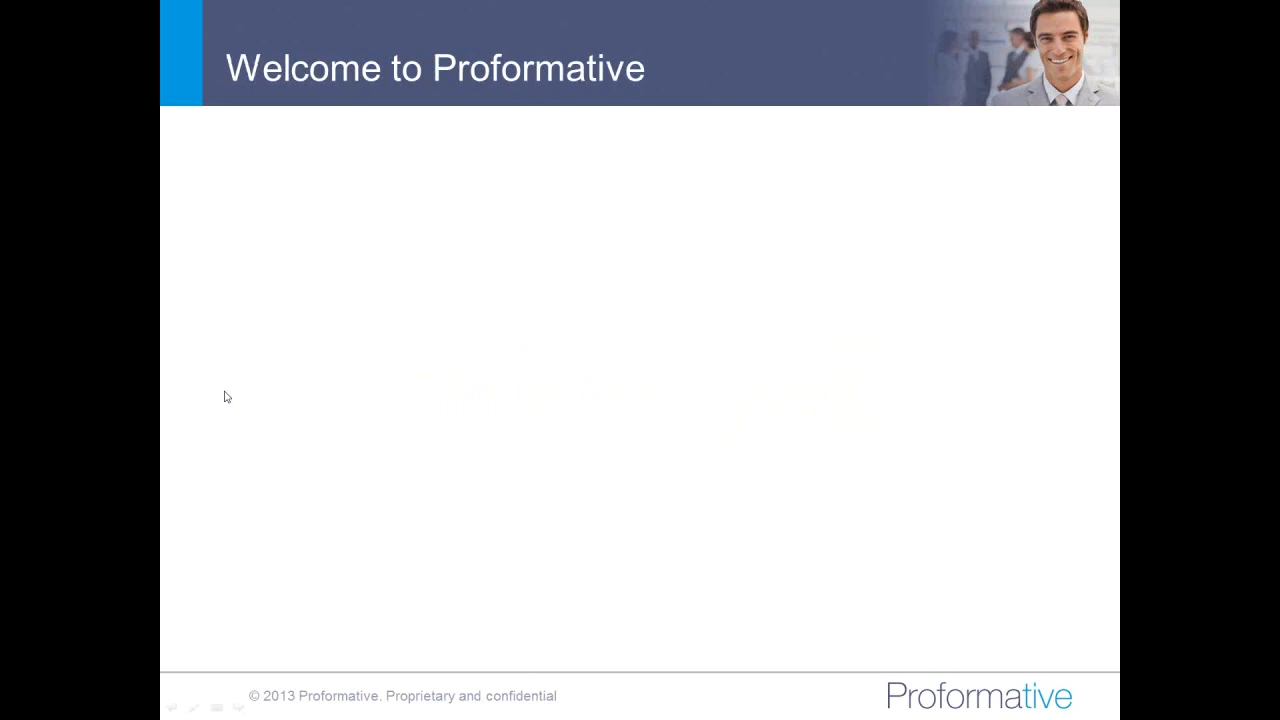 Welcome to Proformative
© 2013 Proformative. Proprietary and confidential
Proformative